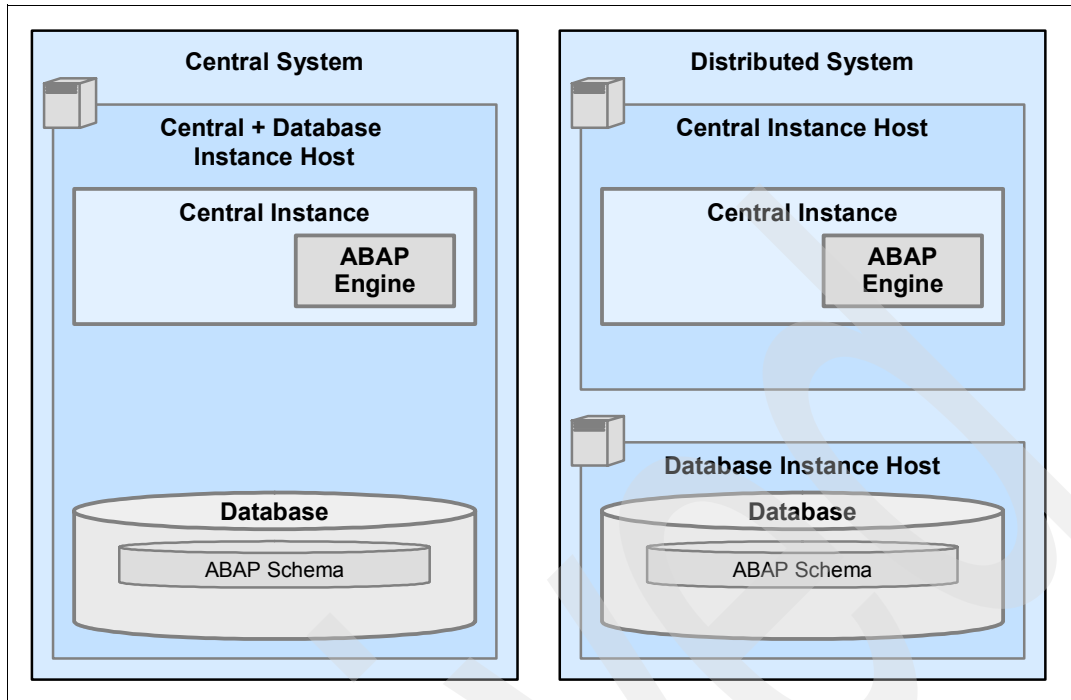 Central System
Central + Database
Instance Host
Central Instance
ABAP
Engine
Database
ABAP Schema
Distributed System
Central Instance Host
Central Instance
ABAP
Engine
Database Instance Host
Database
ABAP Schema